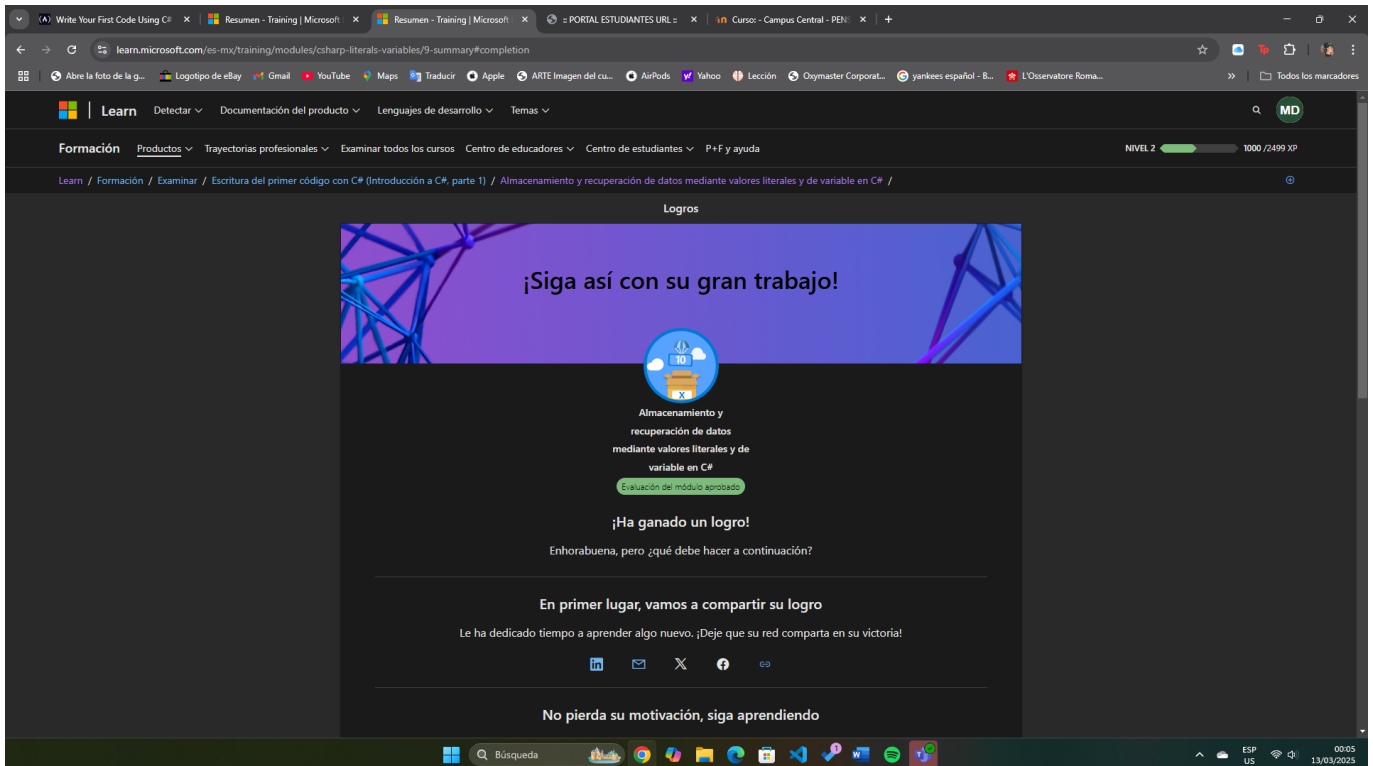 Write Your First Code Using C#
Resumen - Training | Microsoft
Resumen - Training | Microsoft
:: PORTAL ESTUDIANTES URL ::
Curso: - Campus Central - PEN
learn.microsoft.com/es-mx/training/modules/csharp-literals-variables/9-summary#completion
Abre la foto de la g...
Logotipo de eBay
Gmail
YouTube
Maps
Traducir
Apple
ARTE Imagen del cu...
AirPods
Yahoo
Lección
Oxymaster Corporat...
yankees español - B...
L'Osservatore Roma...
»
Todos los marcadores
Learn
Detectar
Documentación del producto
Lenguajes de desarrollo
Temas
MD
Formación
Productos
Trayectorias profesionales
Examinar todos los cursos
Centro de educadores
Centro de estudiantes
P+F y ayuda
NIVEL 2
1000 /2499 XP
Learn / Formación / Examinar / Escritura del primer código con C# (Introducción a C#, parte 1) / Almacenamiento y recuperación de datos mediante valores literales y de variable en C# /
Logros
¡Siga así con su gran trabajo!
10
X
Almacenamiento y
recuperación de datos
mediante valores literales y de
variable en C#
Evaluación del módulo aprobado
¡Ha ganado un logro!
Enhorabuena, pero ¿qué debe hacer a continuación?
En primer lugar, vamos a compartir su logro
Le ha dedicado tiempo a aprender algo nuevo. ¡Deje que su red comparta en su victoria!
No pierda su motivación, siga aprendiendo
Búsqueda
ESP
US
00:05
13/03/2025